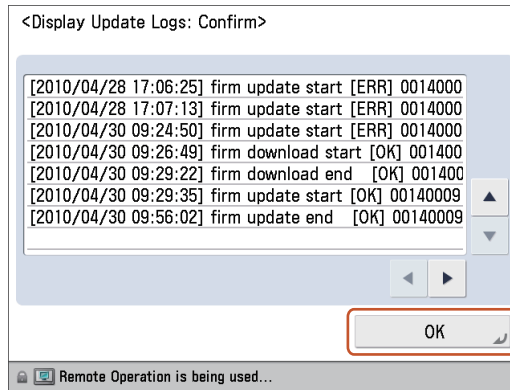 <Display Update Logs: Confirm>
[2010/04/28 17:06:25] firm update start [ERR] 0014000
[2010/04/28 17:07:13] firm update start [ERR] 0014000
[2010/04/30 09:24:50] firm update start [ERR] 0014000
[2010/04/30 09:26:49] firm download start [OK] 001400
[2010/04/30 09:29:22] firm download end [OK] 001400
[2010/04/30 09:29:35] firm update start [OK] 00140009
[2010/04/30 09:56:02] firm update end [OK] 00140009
OK
Remote Operation is being used...